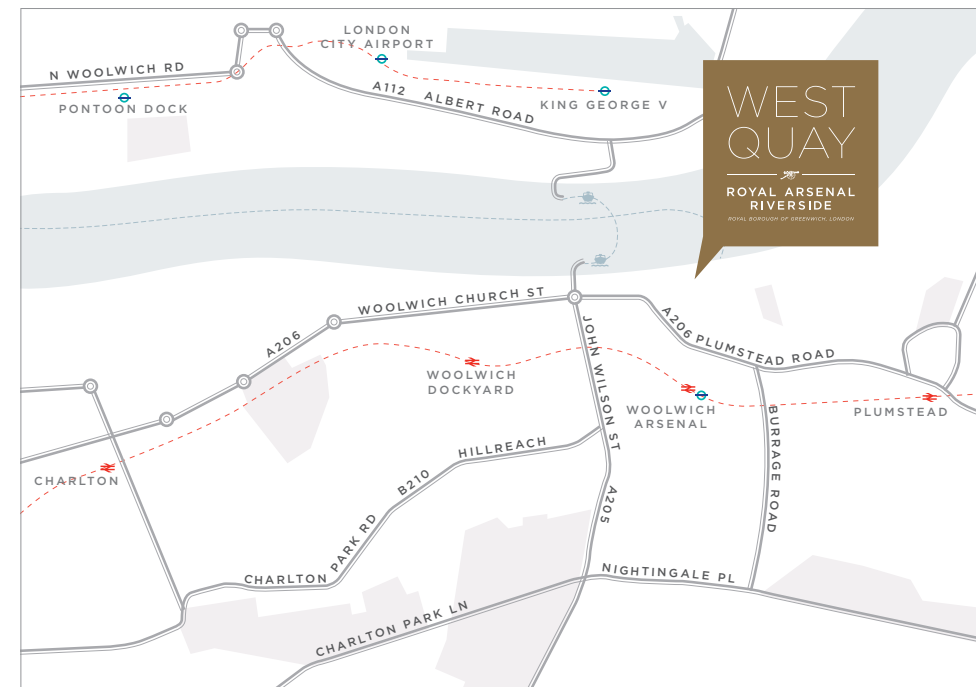 LONDON
CITY AIRPORT
N WOOLWICH RD
PONTOON DOCK
A112 ALBERT ROAD
KING GEORGE V
WEST
QUAY
ROYAL ARSENAL
RIVERSIDE
ROYAL BOROUGH OF GREENWICH, LONDON
WOOLWICH CHURCH ST
A206
A206 PLUMSTEAD ROAD
JOHN WILSON ST
WOOLWICH
DOCKYARD
WOOLWICH
ARSENAL
PLUMSTEAD
BURRAGE ROAD
CHARLTON
HILLREACH
B210
A205
CHARLTON PARK RD
NIGHTINGALE PL
CHARLTON PARK LN